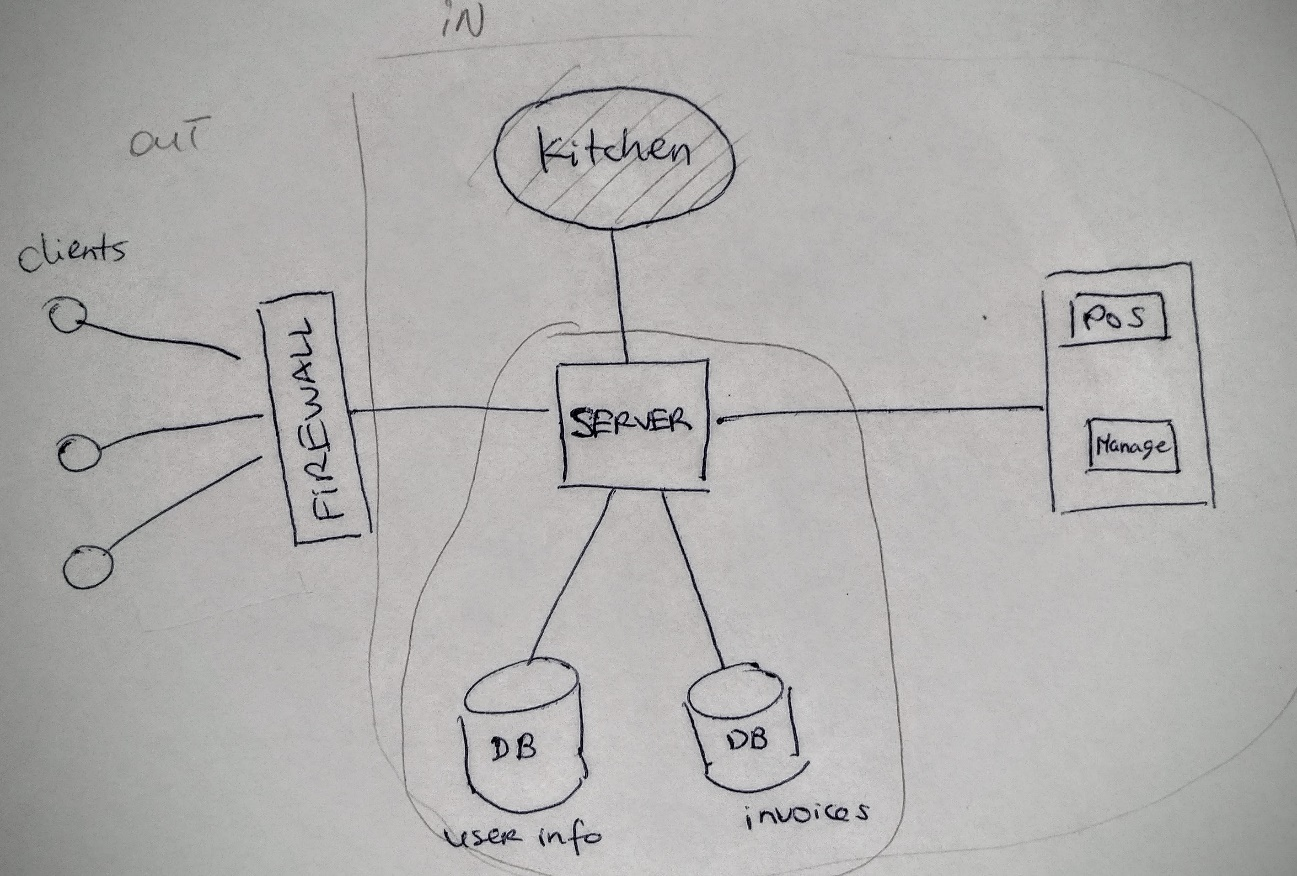 iN
OUT
Kitchen
clients
FiREWALL
SERVER
POS
Manage
DB
DB
user info
invoices